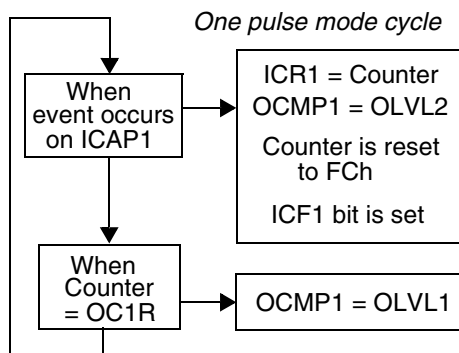 One pulse mode cycle
When
event occurs
on ICAP1
ICR1 = Counter
OCMP1 = OLVL2
Counter is reset
to FCh
ICF1 bit is set
When
Counter
= OC1R
OCMP1 = OLVL1